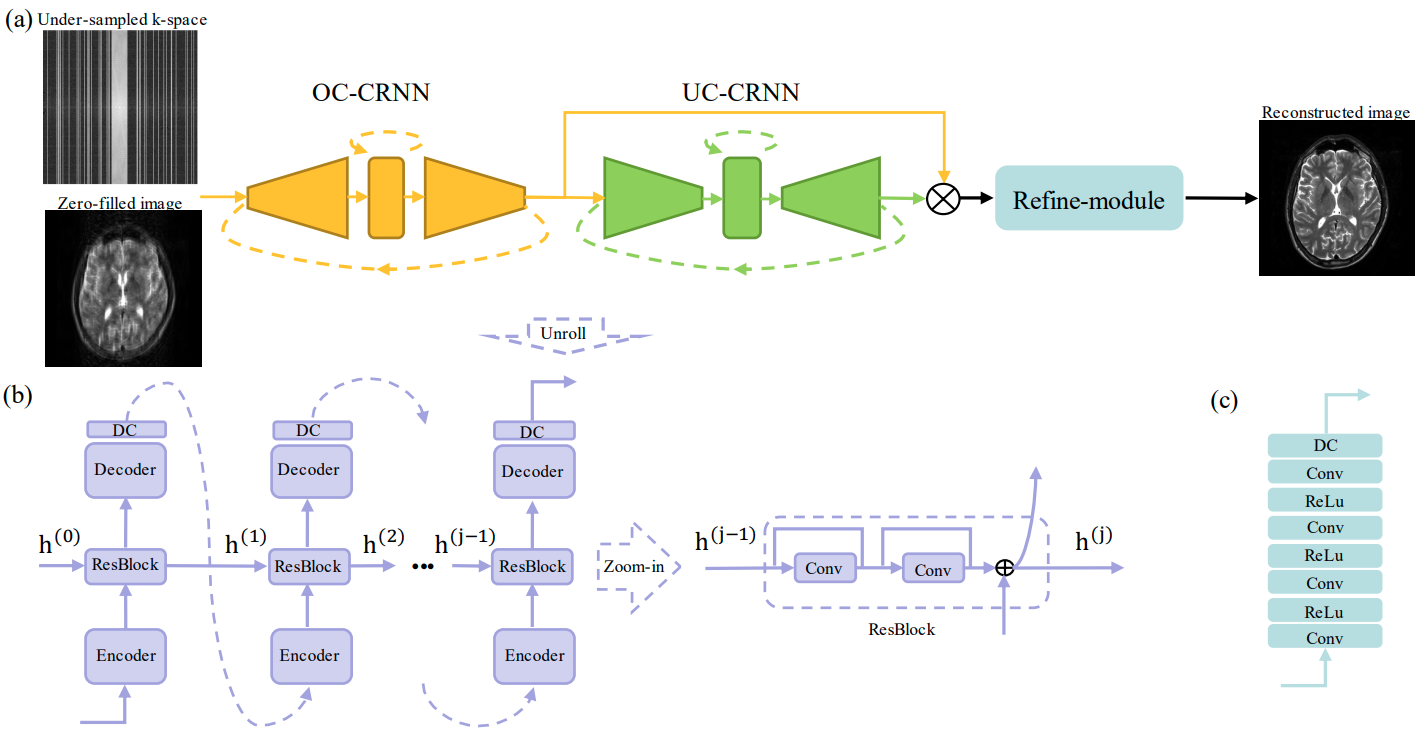 (a)
Under-sampled k-space
OC-CRNN
UC-CRNN
Reconstructed image
Zero-filled image
Refine-module
Unroll
(b)
(c)
DC
DC
DC
Decoder
Decoder
Decoder
h(0)
h(1)
h(2)
h(j−1)
ResBlock
ResBlock
•••
ResBlock
Encoder
Encoder
Encoder
Zoom-in
h(j−1)
Conv
Conv
h(j)
ResBlock
DC
Conv
ReLu
Conv
ReLu
Conv
ReLu
Conv